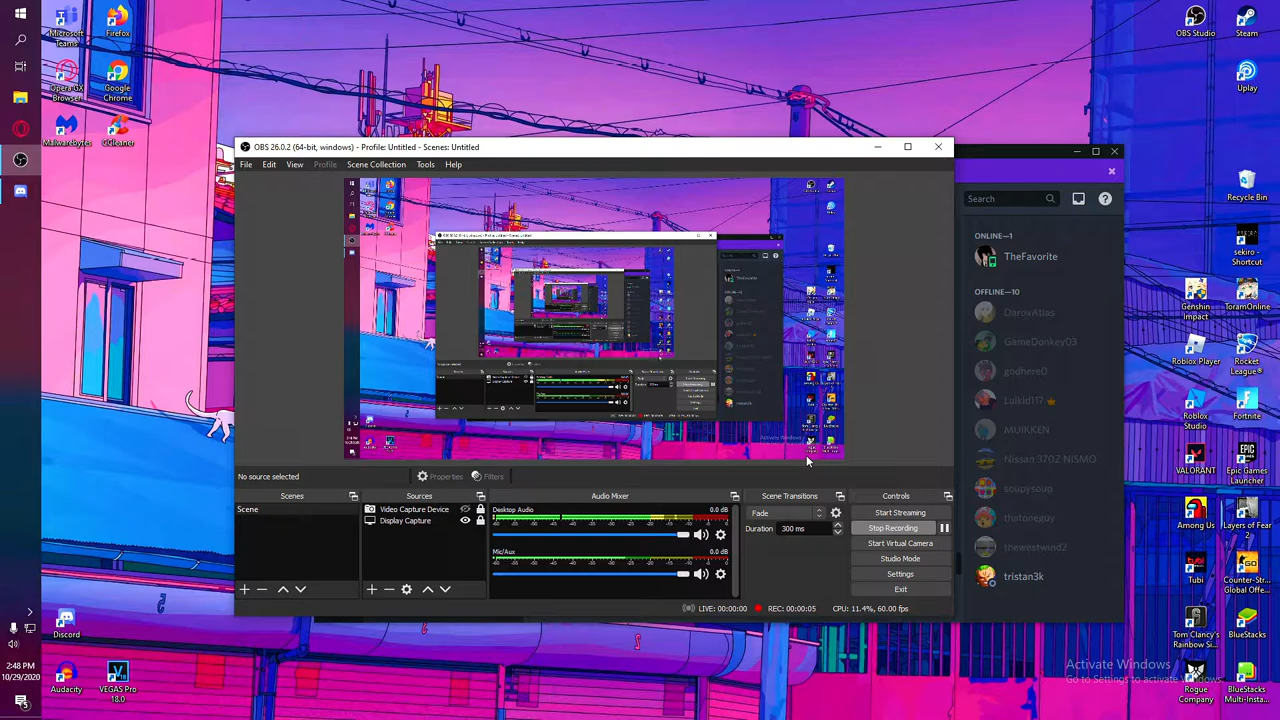 Microsoft
Teams
Firefox
Opera GX
Browser
Google
Chrome
Malwarebytes
CCleaner
OBS Studio
Steam
Uplay
OBS 26.0.2 (64-bit, windows) - Profile: Untitled - Scenes: Untitled
File
Edit
View
Profile
Scene Collection
Tools
Help
Search
ONLINE—1
TheFavorite
OFFLINE—10
DaroxAtlas
GameDonkey03
godhere0
Luikid117
MUIKKEN
Nissan 370Z NISMO
soupysoup
thatoneguy
thewestwind2
tristan3k
Recycle Bin
sekiro -
Shortcut
Genshin
Impact
ToramOnline
Roblox Player
Rocket
League®
Roblox
Studio
Fortnite
VALORANT
Epic Games
Launcher
Among Us
Layers of Fear
2
Tubi
Counter-Str...
Global Offe...
Tom Clancy's
Rainbow Si...
BlueStacks
Rogue
Company
BlueStacks
Multi-Insta...
No source selected
Properties
Filters
Scenes
Scene
Sources
Video Capture Device
Display Capture
Audio Mixer
Desktop Audio
0.0 dB
Mic/Aux
0.0 dB
Scene Transitions
Fade
Duration
300 ms
Controls
Start Streaming
Stop Recording
Start Virtual Camera
Studio Mode
Settings
Exit
LIVE: 00:00:00
REC: 00:00:05
CPU: 11.4%, 60.00 fps
Discord
Audacity
VEGAS Pro
18.0
2:48 PM
10/29/2020
Activate Windows
Go to Settings to activate Windows.